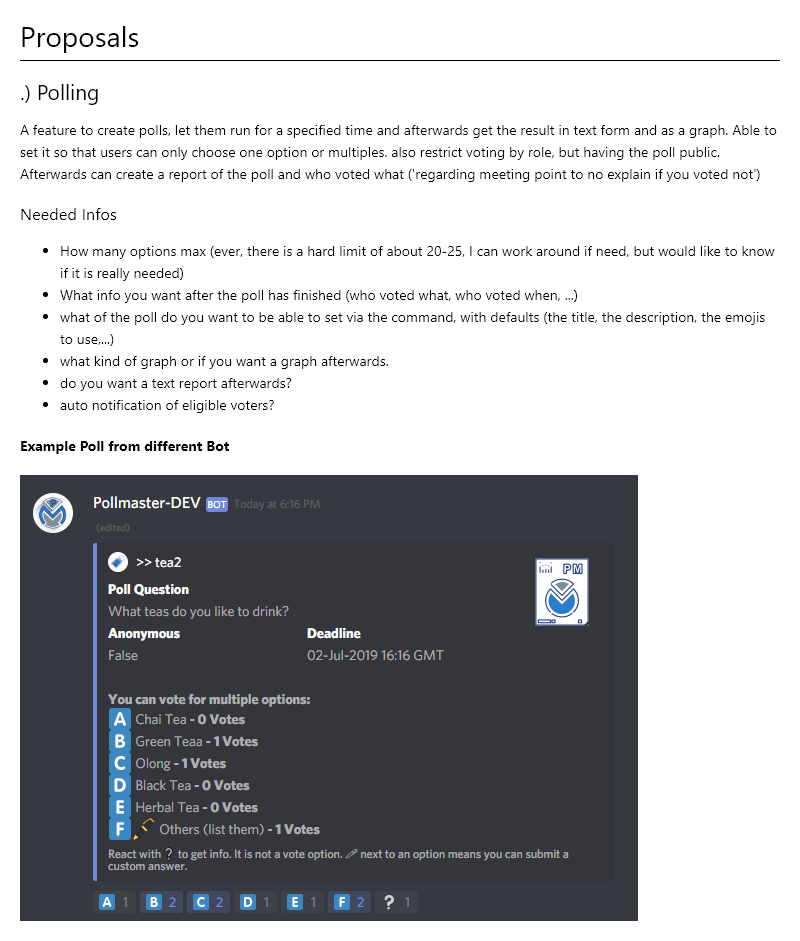 Proposals
.) Polling
A feature to create polls, let them run for a specified time and afterwards get the result in text form and as a graph. Able to
set it so that users can only choose one option or multiples. also restrict voting by role, but having the poll public.
Afterwards can create a report of the poll and who voted what ('regarding meeting point to no explain if you voted not')
Needed Infos
• How many options max (ever, there is a hard limit of about 20-25, I can work around if need, but would like to know
if it is really needed)
• What info you want after the poll has finished (who voted what, who voted when, ...)
• what of the poll do you want to be able to set via the command, with defaults (the title, the description, the emojis
to use,...)
• what kind of graph or if you want a graph afterwards.
• do you want a text report afterwards?
• auto notification of eligible voters?
Example Poll from different Bot
Pollmaster-DEV BOT Today at 6:16 PM
(edited)
>> tea2
PM
Poll Question
What teas do you like to drink?
Anonymous Deadline
False 02-Jul-2019 16:16 GMT
You can vote for multiple options:
A Chai Tea - 0 Votes
B Green Teaa - 1 Votes
C Olong - 1 Votes
D Black Tea - 0 Votes
E Herbal Tea - 0 Votes
F Others (list them) - 1 Votes
React with ? to get info. It is not a vote option. 🖊 next to an option means you can submit a
custom answer.
A 1 B 2 C 2 D 1 E 1 F 2 ? 1